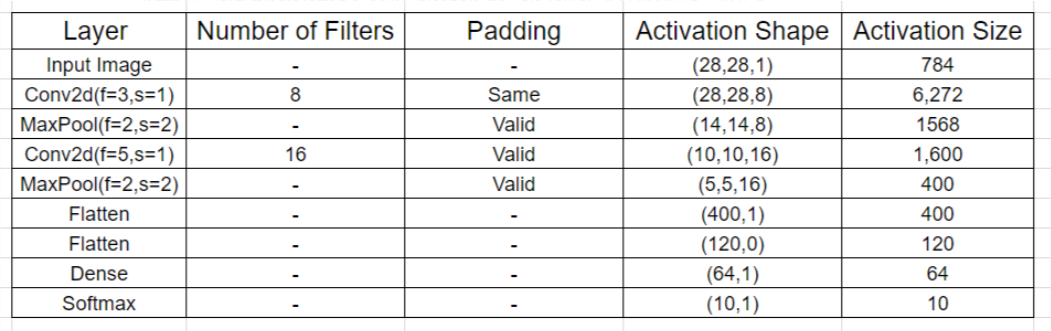 Layer Number of Filters Padding Activation Shape Activation Size
Input Image - - (28,28,1) 784
Conv2d(f=3,s=1) 8 Same (28,28,8) 6,272
MaxPool(f=2,s=2) - Valid (14,14,8) 1568
Conv2d(f=5,s=1) 16 Valid (10,10,16) 1,600
MaxPool(f=2,s=2) - Valid (5,5,16) 400
Flatten - - (400,1) 400
Flatten - - (120,0) 120
Dense - - (64,1) 64
Softmax - - (10,1) 10